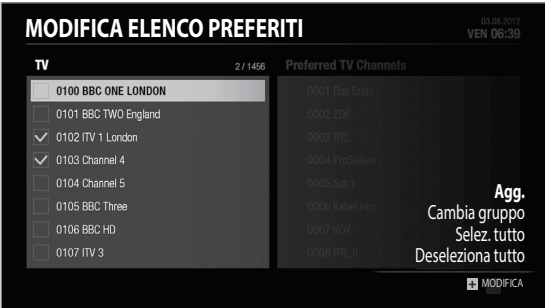 MODIFICA ELENCO PREFERITI
03.08.2012
VEN 06:39
TV
2 / 1456
Preferred TV Channels
0100 BBC ONE LONDON
0101 BBC TWO England
0102 ITV 1 London
0103 Channel 4
0104 Channel 5
0105 BBC Three
0106 BBC HD
0107 ITV 3
0001 Das Erste
0002 ZDF
0003 RTL
0004 ProSieben
0005 Sat.1
0006 Kabel eins
0007 VOX
0008 RTL II
Agg.
Cambia gruppo
Selez. tutto
Deseleziona tutto
+ MODIFICA